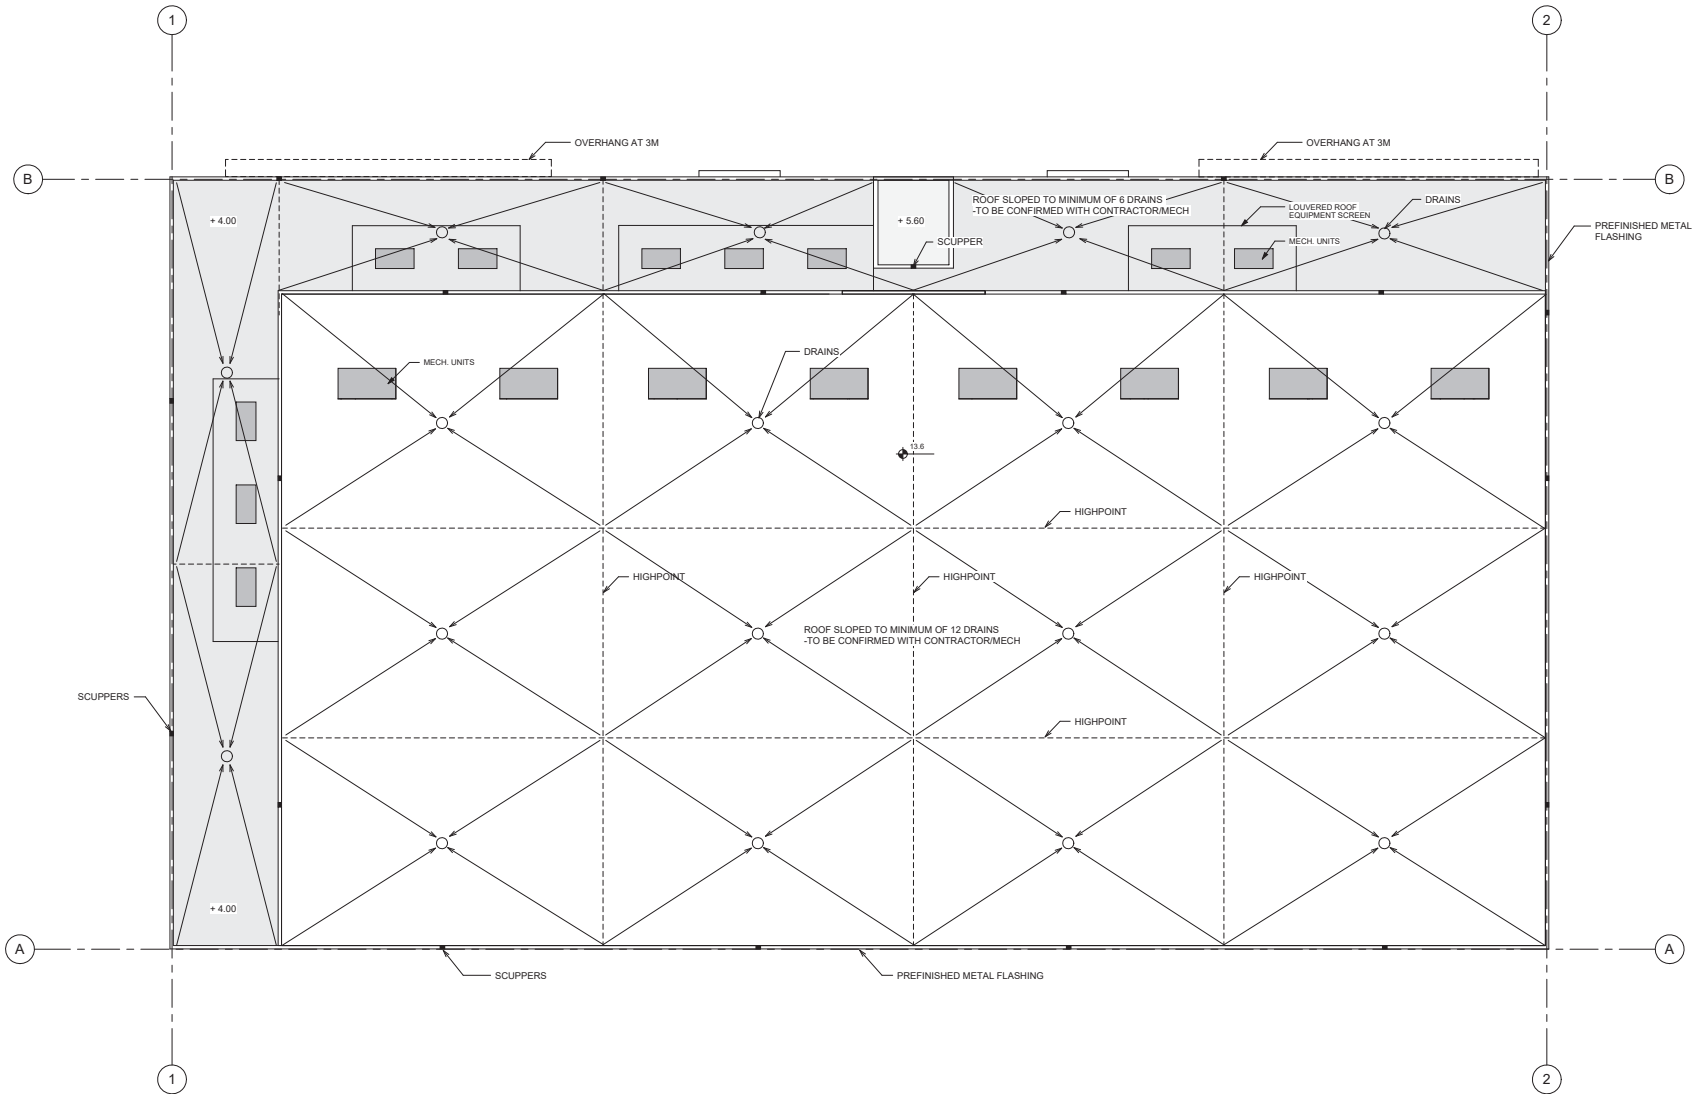 1
2
OVERHANG AT 3M
OVERHANG AT 3M
B
B
+ 4.00
+ 5.60
ROOF SLOPED TO MINIMUM OF 6 DRAINS
-TO BE CONFIRMED WITH CONTRACTOR/MECH
LOUVERED ROOF
EQUIPMENT SCREEN
DRAINS
PREFINISHED METAL
FLASHING
SCUPPER
MECH. UNITS
MECH. UNITS
DRAINS
13.6
HIGHPOINT
HIGHPOINT
HIGHPOINT
HIGHPOINT
ROOF SLOPED TO MINIMUM OF 12 DRAINS
-TO BE CONFIRMED WITH CONTRACTOR/MECH
SCUPPERS
HIGHPOINT
+ 4.00
A
A
SCUPPERS
PREFINISHED METAL FLASHING
1
2